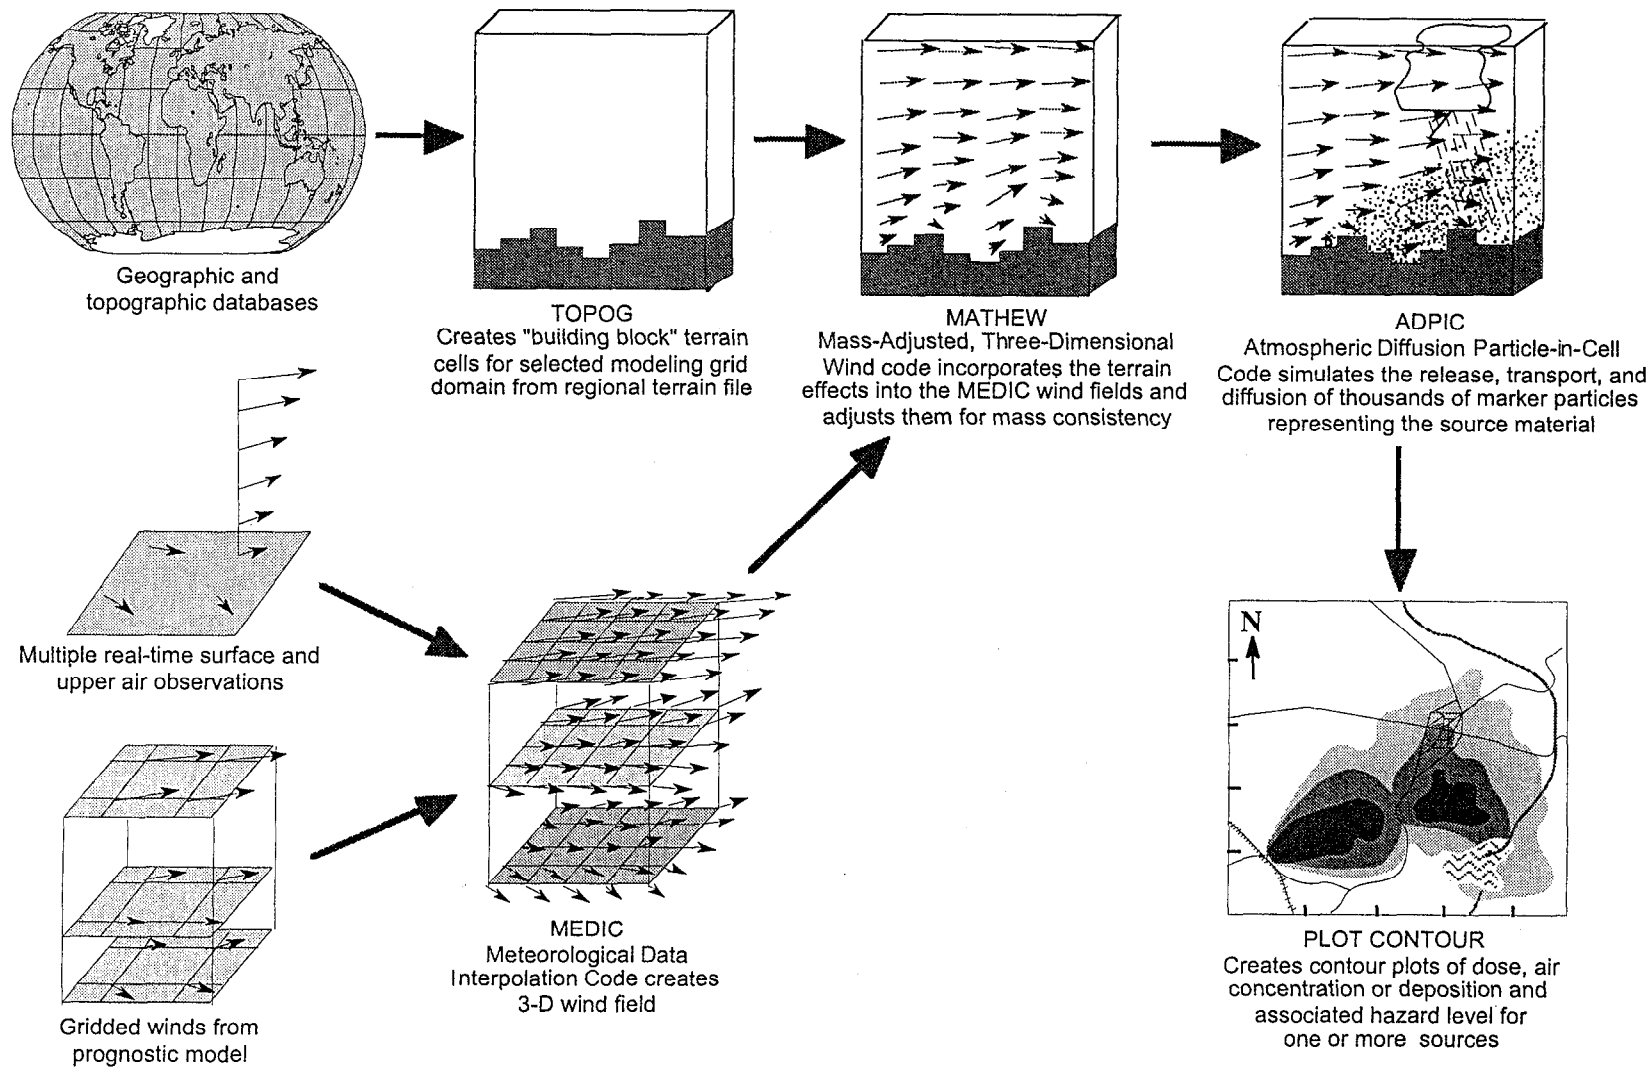 Geographic and
topographic databases
TOPOG
Creates "building block" terrain
cells for selected modeling grid
domain from regional terrain file
MATHEW
Mass-Adjusted, Three-Dimensional
Wind code incorporates the terrain
effects into the MEDIC wind fields and
adjusts them for mass consistency
ADPIC
Atmospheric Diffusion Particle-in-Cell
Code simulates the release, transport, and
diffusion of thousands of marker particles
representing the source material
Multiple real-time surface and
upper air observations
Gridded winds from
prognostic model
MEDIC
Meteorological Data
Interpolation Code creates
3-D wind field
N
PLOT CONTOUR
Creates contour plots of dose, air
concentration or deposition and
associated hazard level for
one or more sources